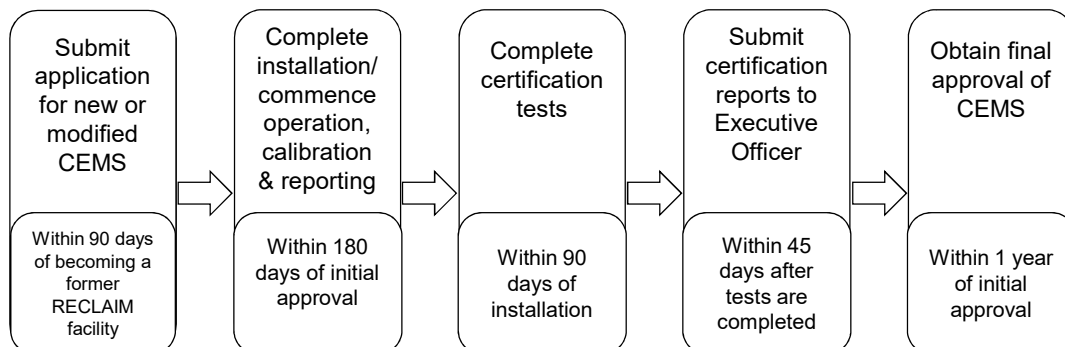 Submit
application
for new or
modified
CEMS
Within 90 days
of becoming a
former
RECLAIM
facility
Complete
installation/
commence
operation,
calibration
& reporting
Within 180
days of initial
approval
Complete
certification
tests
Within 90
days of
installation
Submit
certification
reports to
Executive
Officer
Within 45
days after
tests are
completed
Obtain final
approval of
CEMS
Within 1 year
of initial
approval